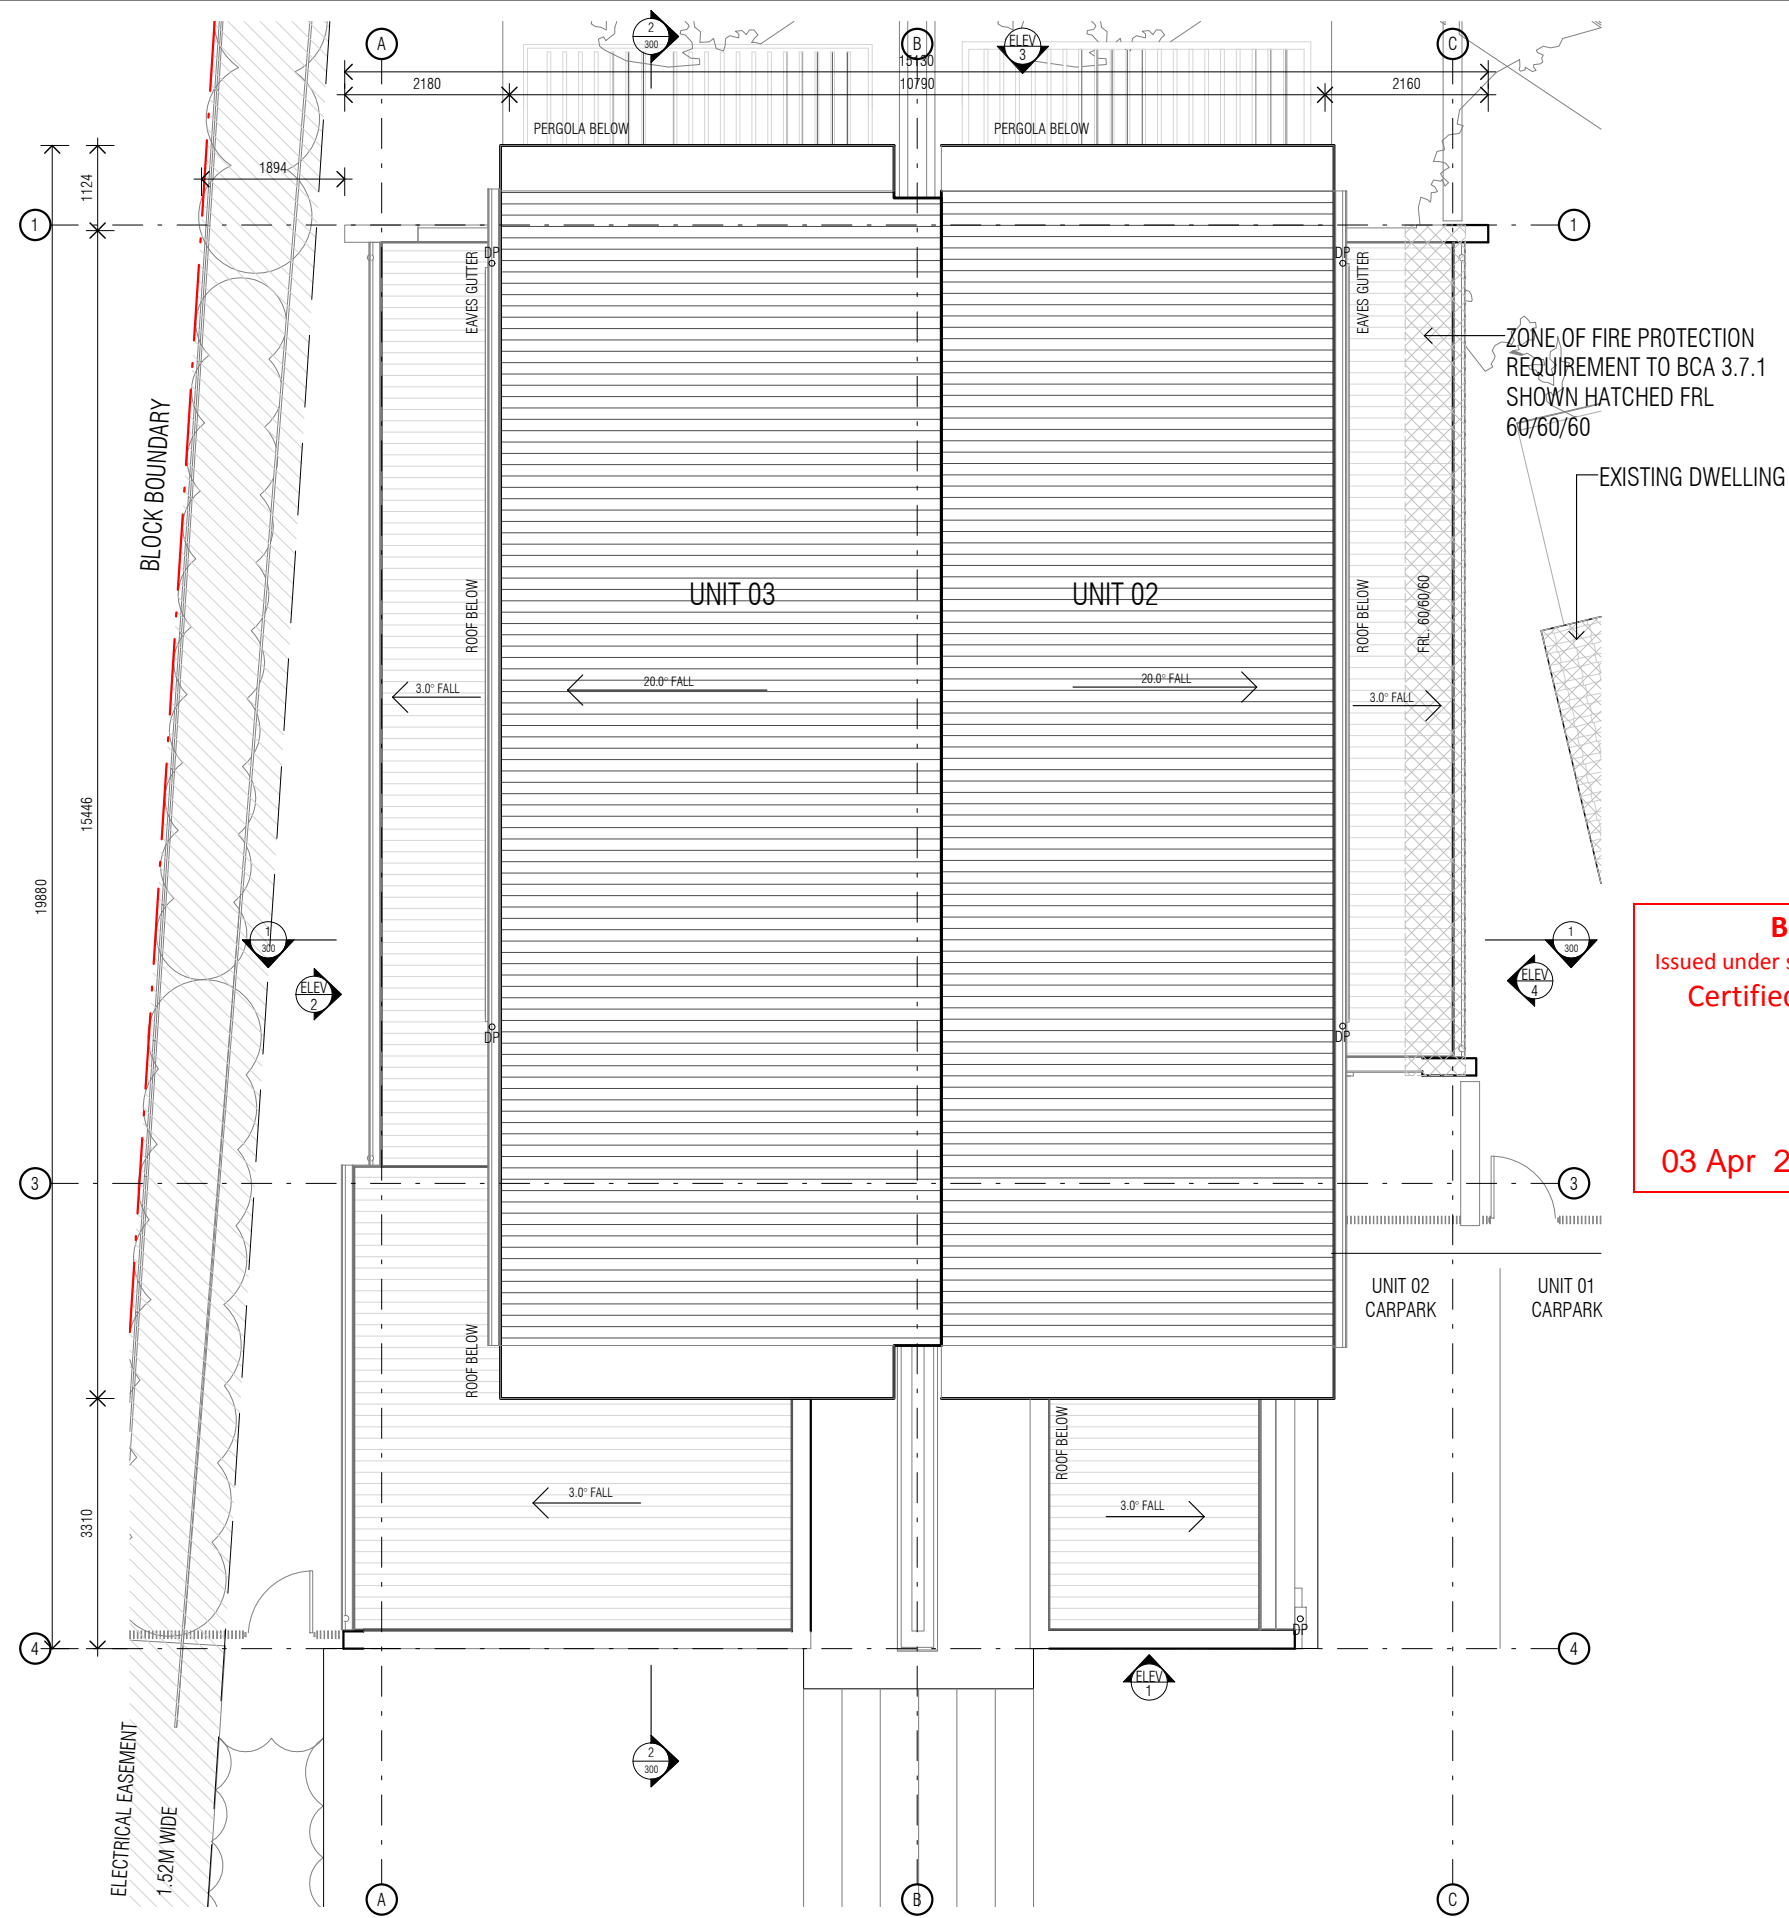 A
2
300
B
ELEV
3
C
15130
2180
10790
2160
PERGOLA BELOW
PERGOLA BELOW
1894
1124
1
1
DP
DP
EAVES GUTTER
EAVES GUTTER
ZONE OF FIRE PROTECTION
REQUIREMENT TO BCA 3.7.1
SHOWN HATCHED FRL
60/60/60
BLOCK BOUNDARY
EXISTING DWELLING
UNIT 03
UNIT 02
ROOF BELOW
ROOF BELOW
FRL. 60/60/60
3.0° FALL
20.0° FALL
20.0° FALL
3.0° FALL
15446
19880
1
300
1
300
ELEV
2
ELEV
4
B
Issued under
Certified
DP
DP
03 Apr 2
3
3
UNIT 02
CARPARK
UNIT 01
CARPARK
ROOF BELOW
ROOF BELOW
3.0° FALL
3.0° FALL
3310
DP
4
4
ELEV
1
2
300
ELECTRICAL EASEMENT
1.52M WIDE
A
B
C